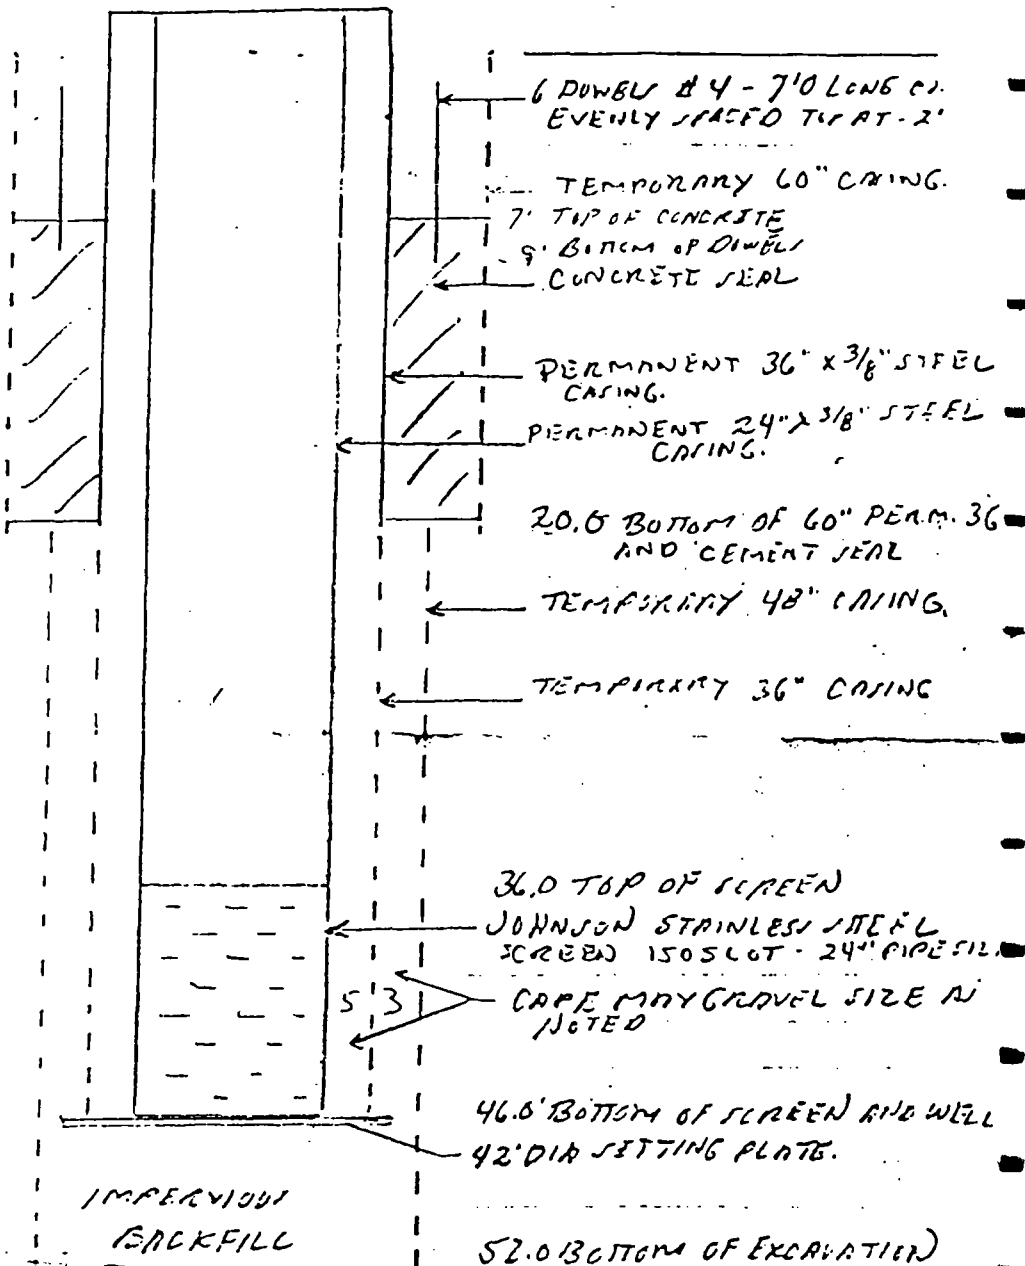 6 DOWELS #4 - 7'0 LONG
EVENLY SPACED TOP AT - 2'
TEMPORARY 60" CASING.
7' TOP OF CONCRETE
9' BOTTOM OF DOWELS
CONCRETE SEAL
PERMANENT 36" x 3/8" STEEL
CASING.
PERMANENT 24" x 3/8" STEEL
CASING.
20.0 BOTTOM OF 60" PERM. 36
AND CEMENT SEAL
TEMPORARY 48" CASING.
TEMPORARY 36" CASING
36.0 TOP OF SCREEN
JOHNSON STAINLESS STEEL
SCREEN 150 SLOT - 24" PIPE
5 3
CAPE MAY GRAVEL SIZE AS
NOTED
46.0' BOTTOM OF SCREEN AND WELL
42" DIA SETTING PLATE.
IMPERVIOUS
BACKFILL
52.0 BOTTOM OF EXCAVATION